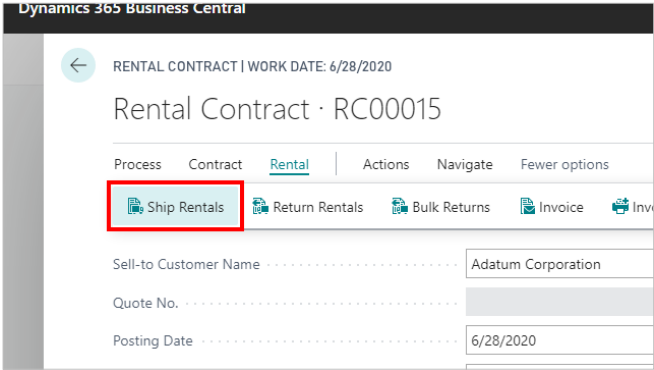 Dynamics 365 Business Central
RENTAL CONTRACT | WORK DATE: 6/28/2020
Rental Contract · RC00015
Process Contract Rental Actions Navigate Fewer options
Ship Rentals Return Rentals Bulk Returns Invoice Inv
Sell-to Customer Name Adatum Corporation
Quote No.
Posting Date 6/28/2020